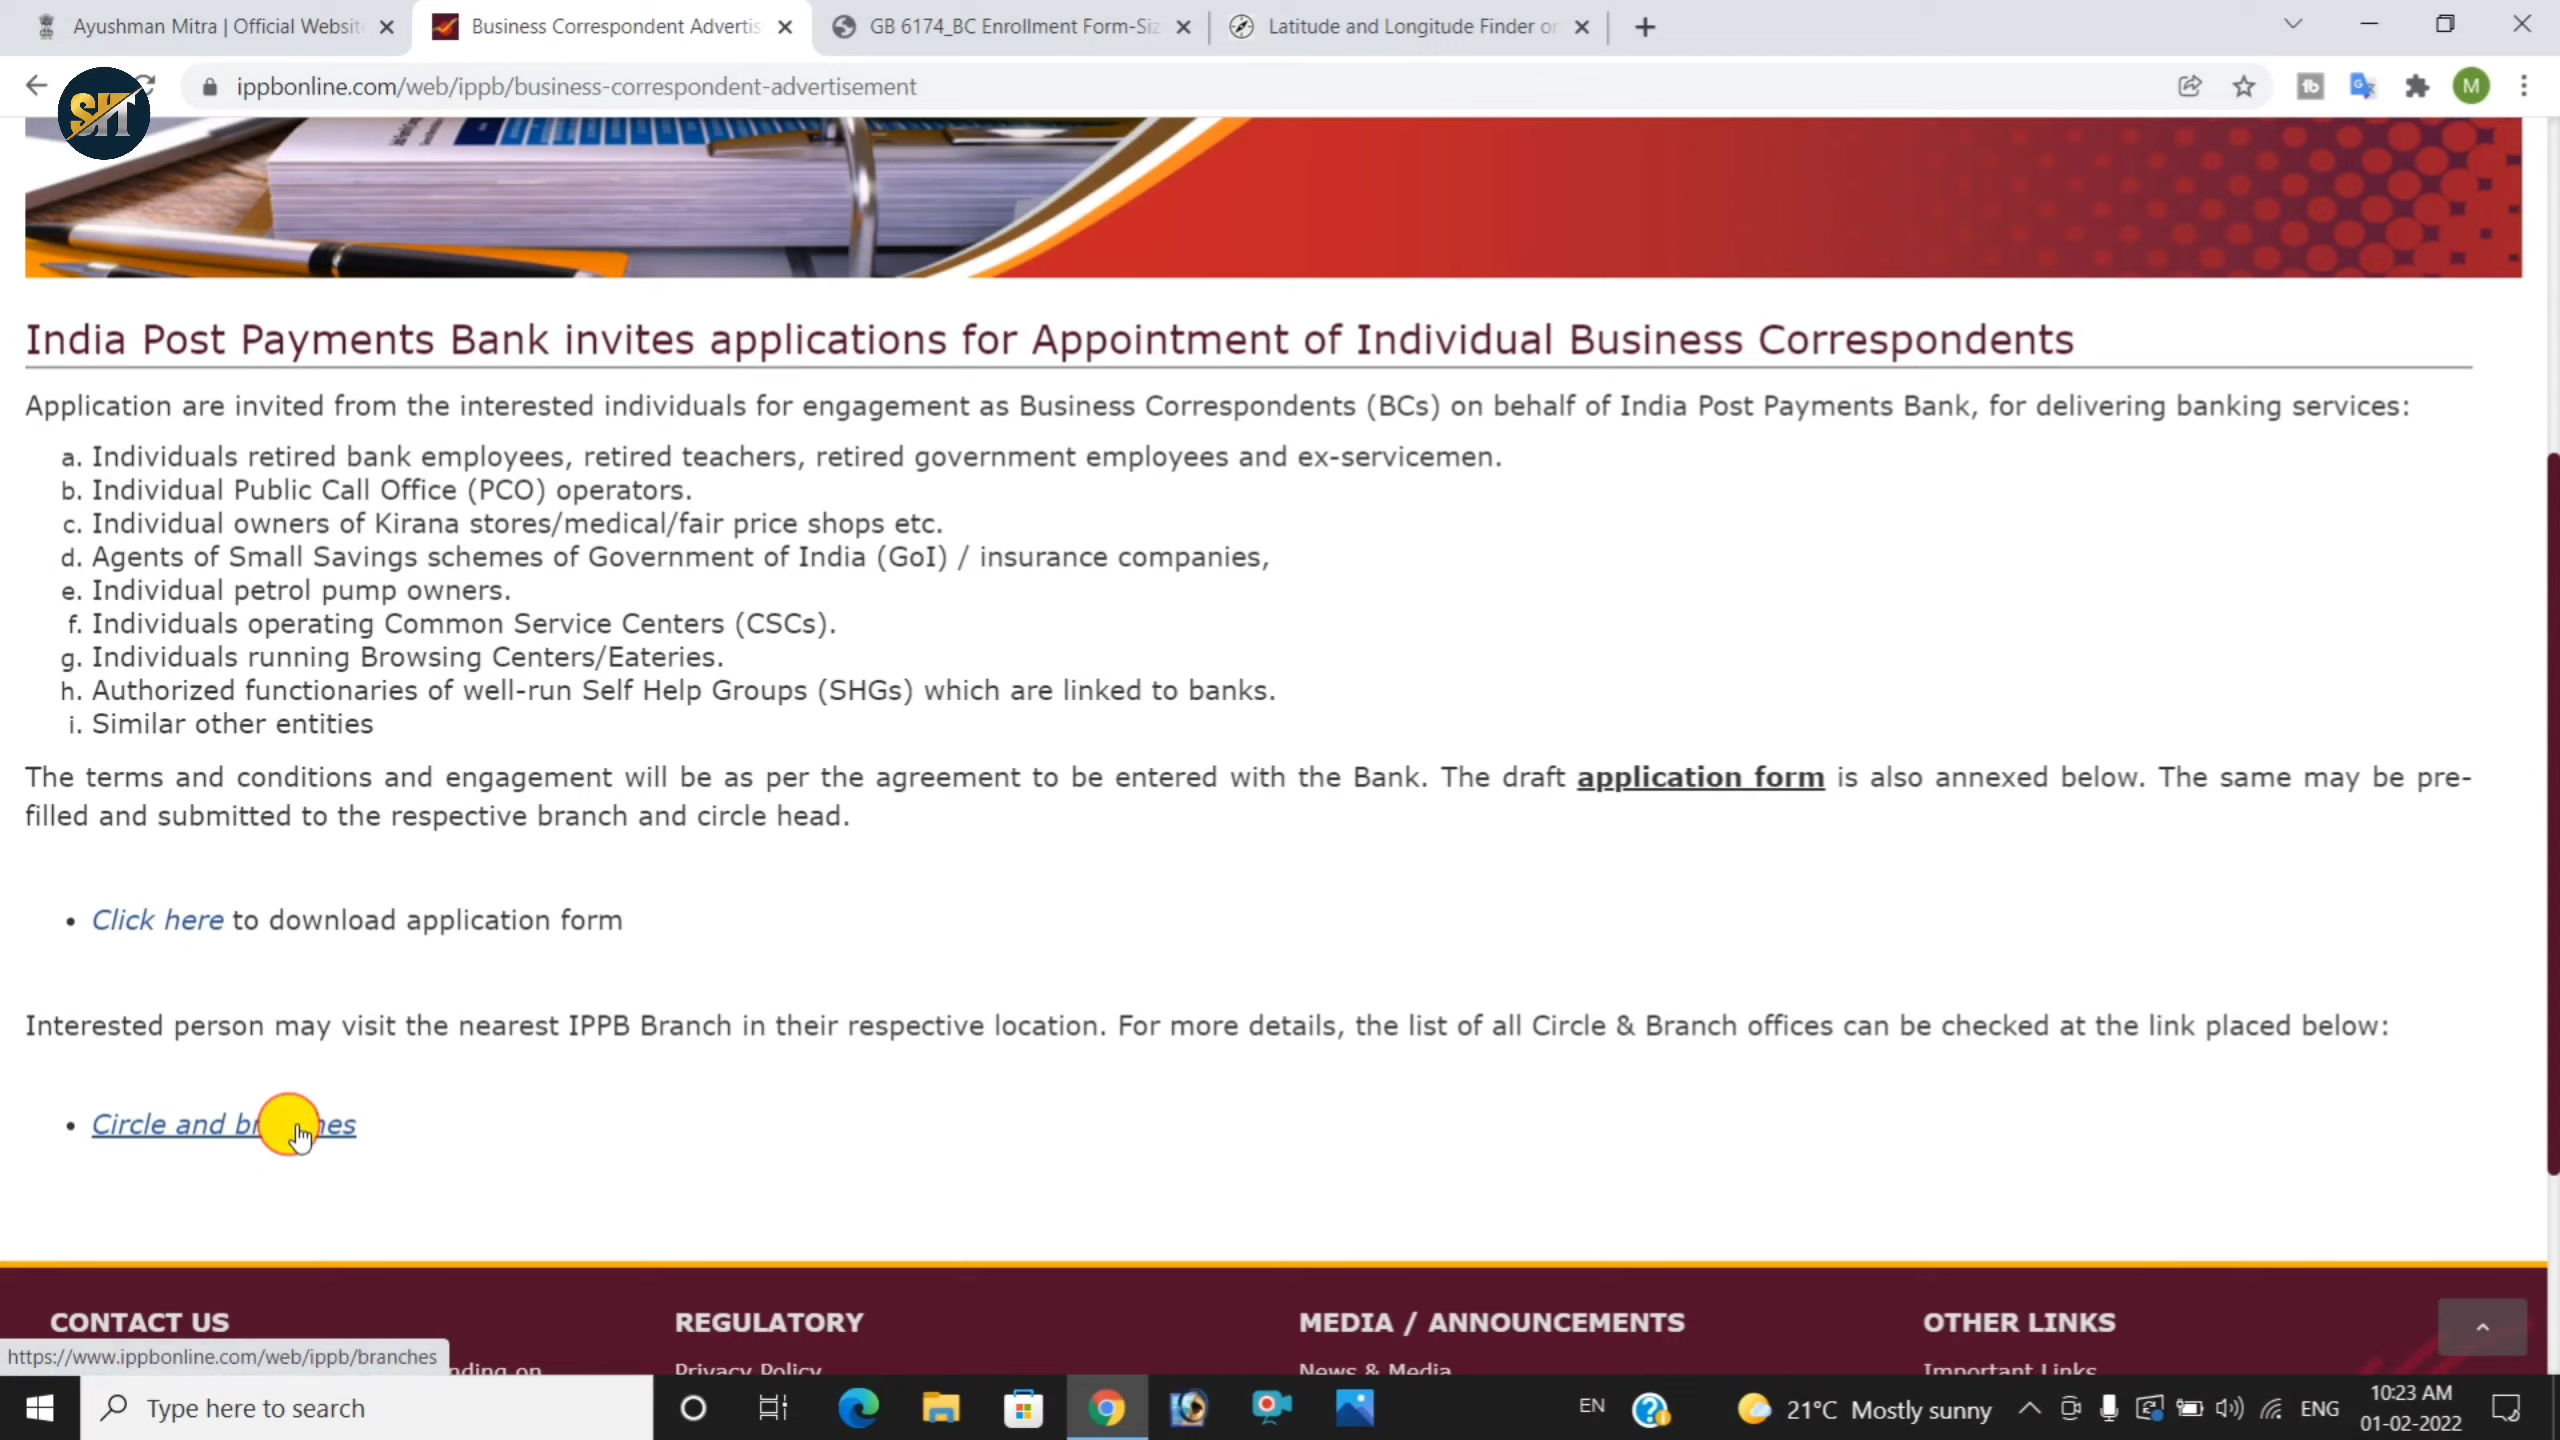 Ayushman Mitra | Official Websit
Business Correspondent Advertis
GB 6174_BC Enrollment Form-Siz
Latitude and Longitude Finder or
ippbonline.com/web/ippb/business-correspondent-advertisement
SHT
M
India Post Payments Bank invites applications for Appointment of Individual Business Correspondents
Application are invited from the interested individuals for engagement as Business Correspondents (BCs) on behalf of India Post Payments Bank, for delivering banking services:
a. Individuals retired bank employees, retired teachers, retired government employees and ex-servicemen.
b. Individual Public Call Office (PCO) operators.
c. Individual owners of Kirana stores/medical/fair price shops etc.
d. Agents of Small Savings schemes of Government of India (GoI) / insurance companies,
e. Individual petrol pump owners.
f. Individuals operating Common Service Centers (CSCs).
g. Individuals running Browsing Centers/Eateries.
h. Authorized functionaries of well-run Self Help Groups (SHGs) which are linked to banks.
i. Similar other entities
The terms and conditions and engagement will be as per the agreement to be entered with the Bank. The draft application form is also annexed below. The same may be pre-
filled and submitted to the respective branch and circle head.
• Click here to download application form
Interested person may visit the nearest IPPB Branch in their respective location. For more details, the list of all Circle & Branch offices can be checked at the link placed below:
• Circle and br hes
CONTACT US REGULATORY MEDIA / ANNOUNCEMENTS OTHER LINKS
https://www.ippbonline.com/web/ippb/branches
nding on Privacy Policy News & Media Important Links
Type here to search
EN
21°C Mostly sunny
ENG
10:23 AM
01-02-2022